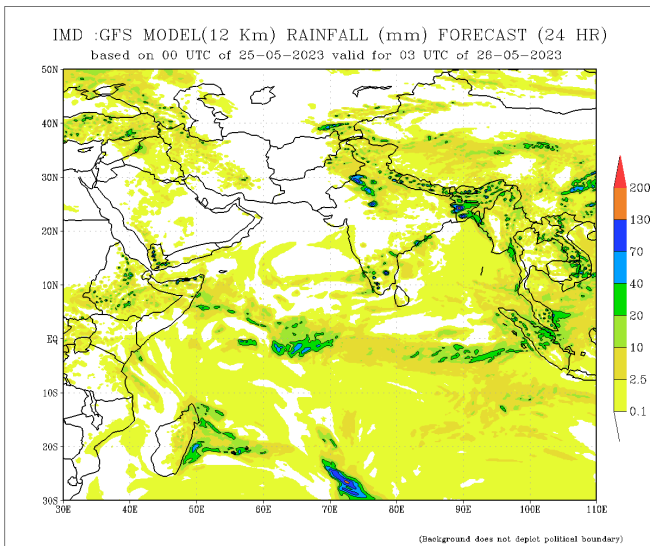 IMD :GFS MODEL(12 Km) RAINFALL (mm) FORECAST (24 HR)
based on 00 UTC of 25-05-2023 valid for 03 UTC of 26-05-2023
50N
40N
30N
20N
10N
EQ
10S
20S
30S
30E 40E 50E 60E 70E 80E 90E 100E 110E
200
130
70
40
20
10
2.5
0.1
(Background does not depict political boundary)